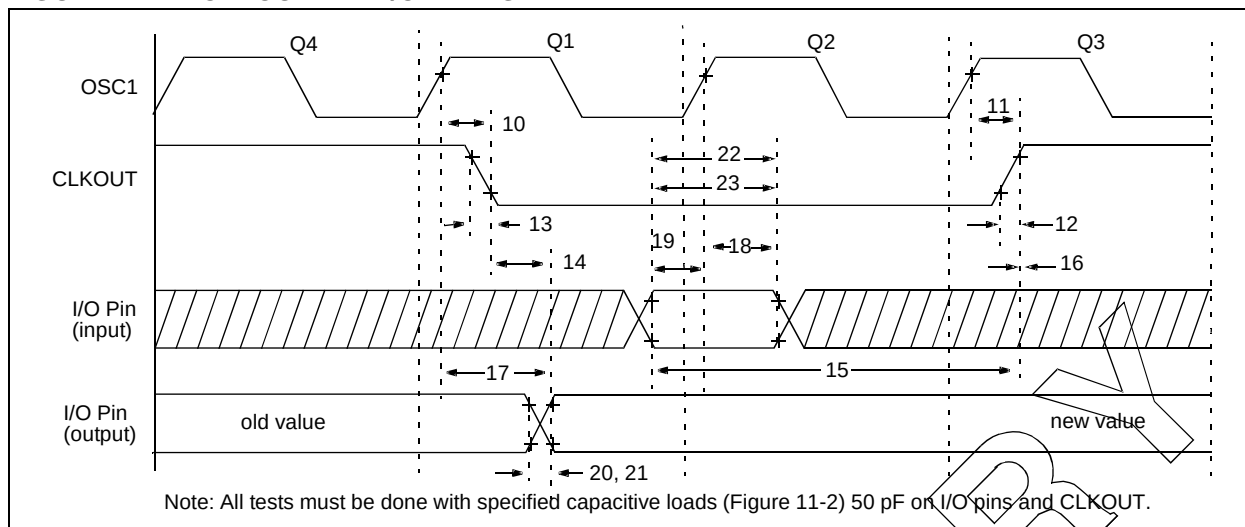 Q4 Q1 Q2 Q3
OSC1
10 11
22
CLKOUT
23
13 19 18 12
14 16
I/O Pin
(input)
17 15
I/O Pin
(output)
old value new value
20, 21
Note: All tests must be done with specified capacitive loads (Figure 11-2) 50 pF on I/O pins and CLKOUT.
R Y